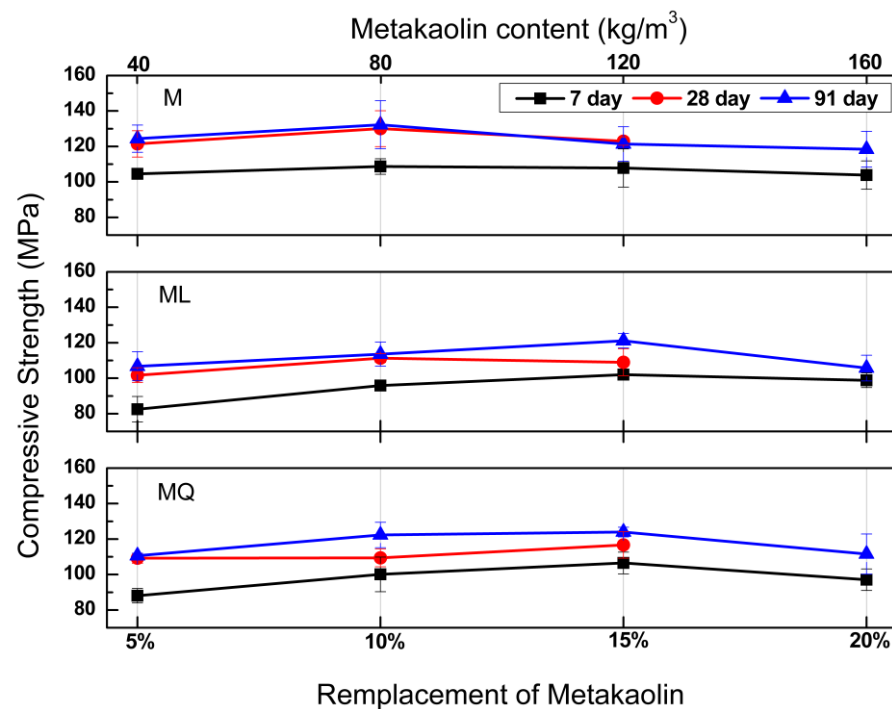 Metakaolin content (kg/m³)
40 80 120 160
Compressive Strength (MPa)
160
140
120
100
80
M
7 day 28 day 91 day
160
140
120
100
80
ML
160
140
120
100
80
MQ
5% 10% 15% 20%
Remplacement of Metakaolin